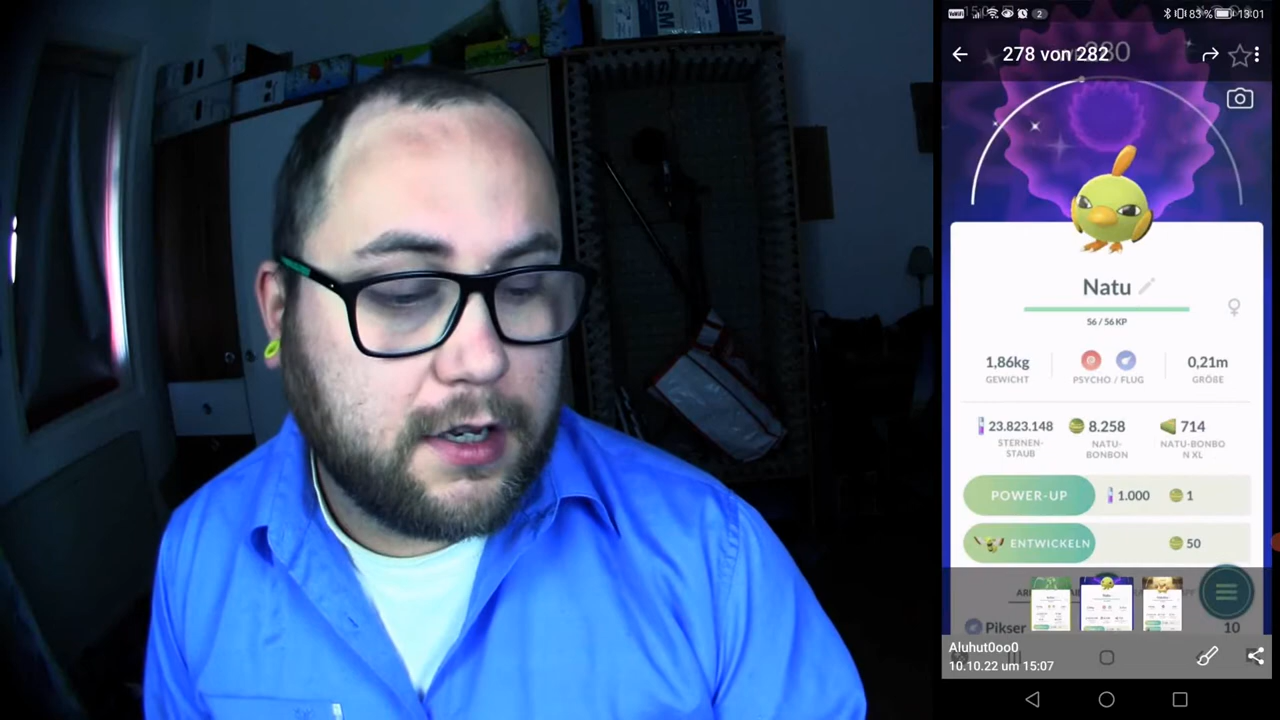 83 % 13:01
278 von 282
Natu
56 / 56 KP
1,86kg
GEWICHT
PSYCHO / FLUG
0,21m
GRÖßE
23.823.148
STERNEN-
STAUB
8.258
NATU-
BONBON
714
NATU-BONBO
N XL
POWER-UP
1.000
1
ENTWICKELN
50
Pikser
10
Aluhut0oo0
10.10.22 um 15:07